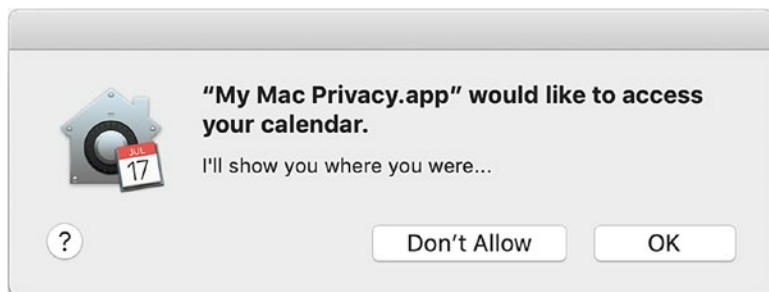 “My Mac Privacy.app” would like to access
your calendar.
I'll show you where you were...
JUL
17
?
Don’t Allow
OK